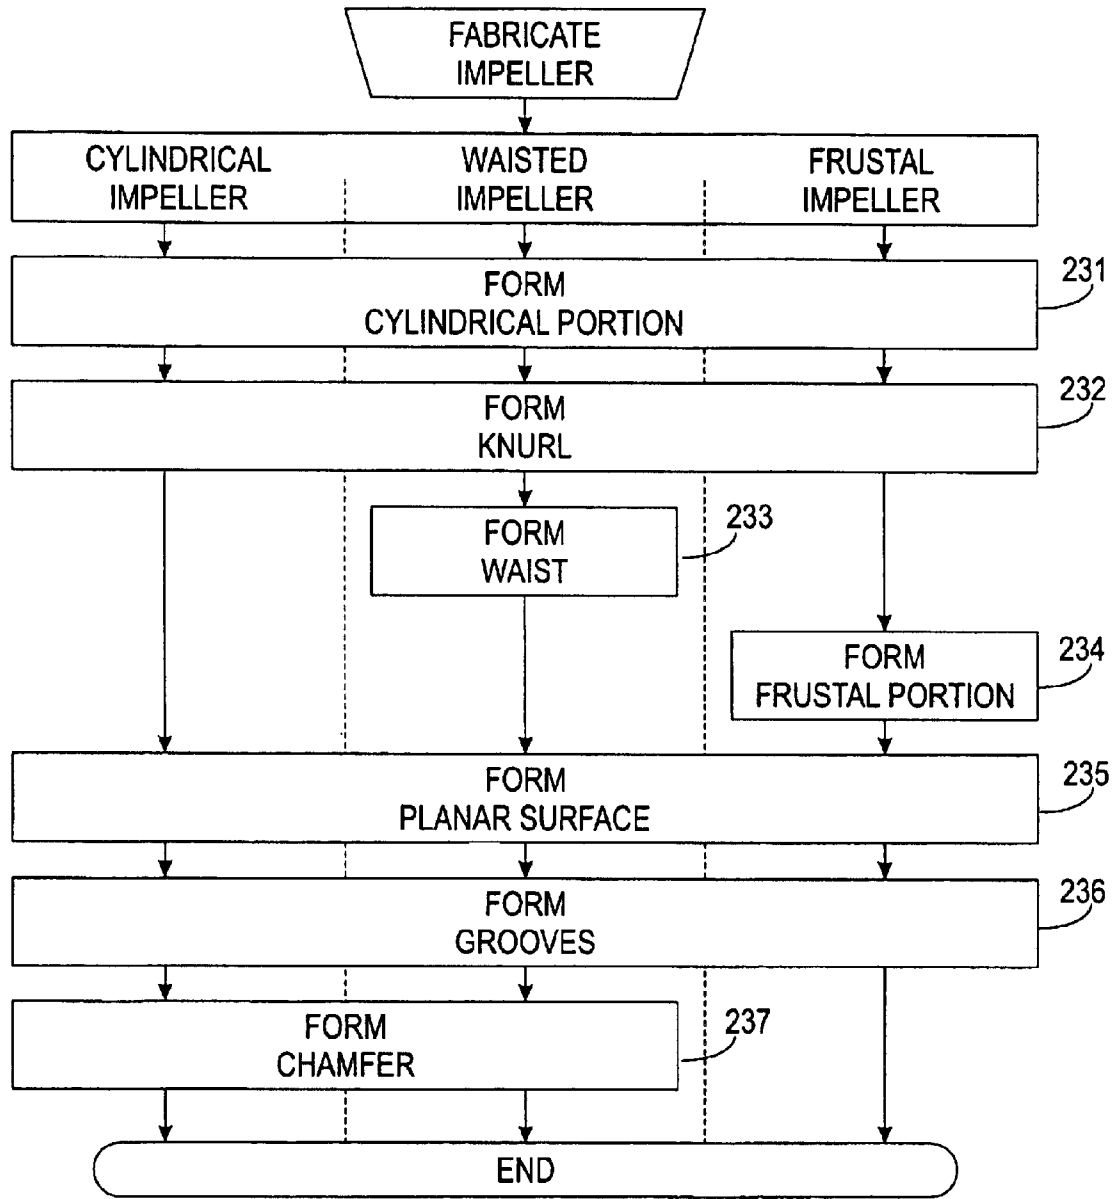 FABRICATE
IMPELLER
CYLINDRICAL
IMPELLER
WAISTED
IMPELLER
FRUSTAL
IMPELLER
FORM
CYLINDRICAL PORTION
231
FORM
KNURL
232
FORM
WAIST
233
FORM
FRUSTAL PORTION
234
FORM
PLANAR SURFACE
235
FORM
GROOVES
236
FORM
CHAMFER
237
END